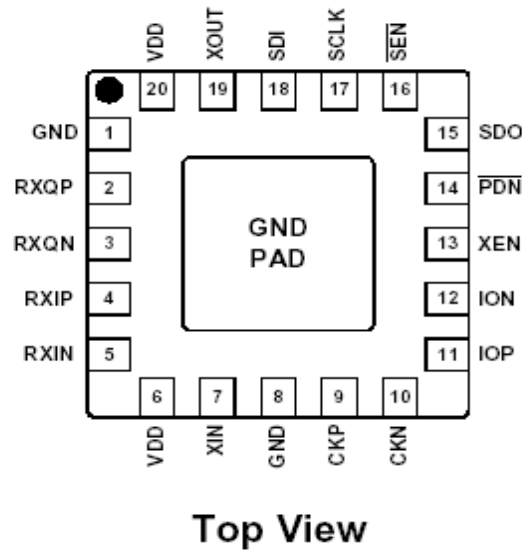 VDD XOUT SDI SCLK SEN
20 19 18 17 16
GND 1 15 SDO
RXQP 2 14 PDN
RXQN 3 13 XEN
RXIP 4 12 ION
RXIN 5 11 IOP
GND
PAD
6 7 8 9 10
VDD XIN GND CKP CKN
Top View